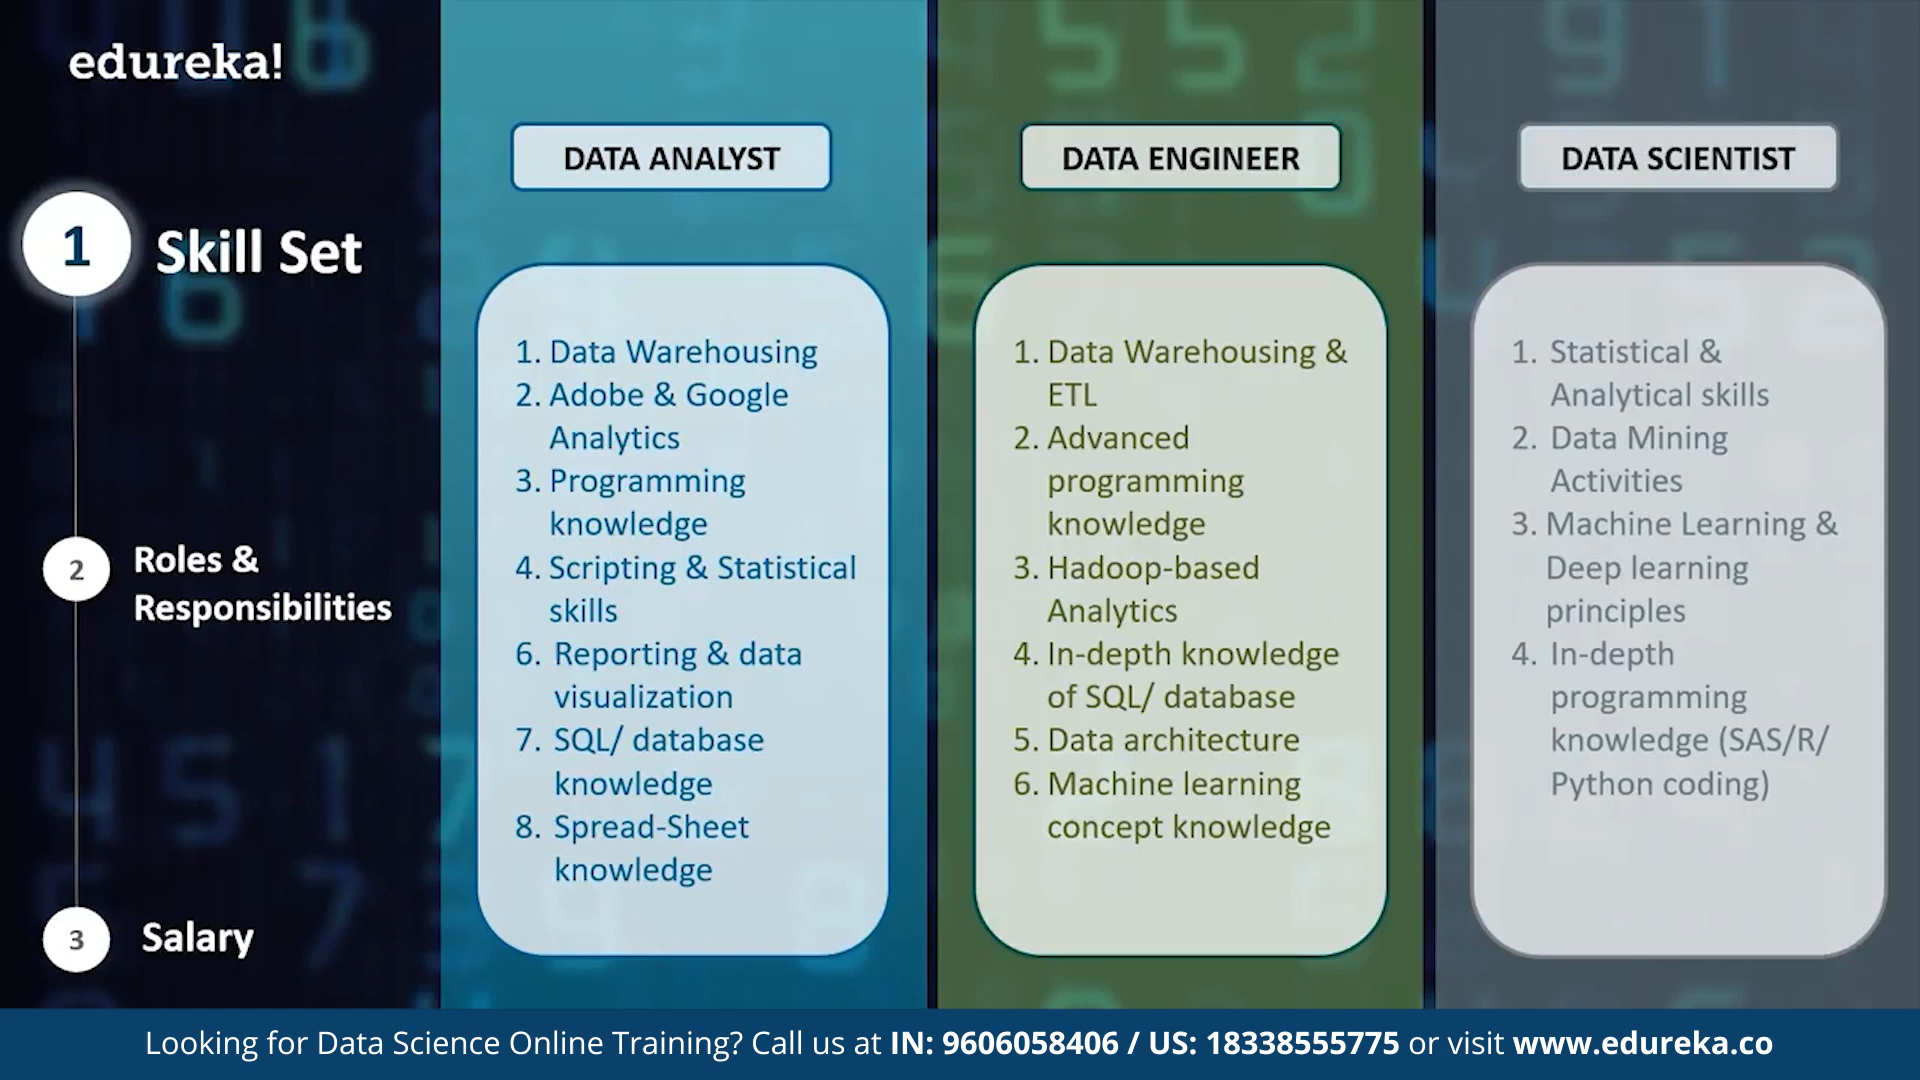 edureka!
1 Skill Set
2 Roles &
Responsibilities
3 Salary
DATA ANALYST
1. Data Warehousing
2. Adobe & Google
Analytics
3. Programming
knowledge
4. Scripting & Statistical
skills
6. Reporting & data
visualization
7. SQL/ database
knowledge
8. Spread-Sheet
knowledge
DATA ENGINEER
1. Data Warehousing &
ETL
2. Advanced
programming
knowledge
3. Hadoop-based
Analytics
4. In-depth knowledge
of SQL/ database
5. Data architecture
6. Machine learning
concept knowledge
DATA SCIENTIST
1. Statistical &
Analytical skills
2. Data Mining
Activities
3. Machine Learning &
Deep learning
principles
4. In-depth
programming
knowledge (SAS/R/
Python coding)
Looking for Data Science Online Training? Call us at IN: 9606058406 / US: 18338555775 or visit www.edureka.co